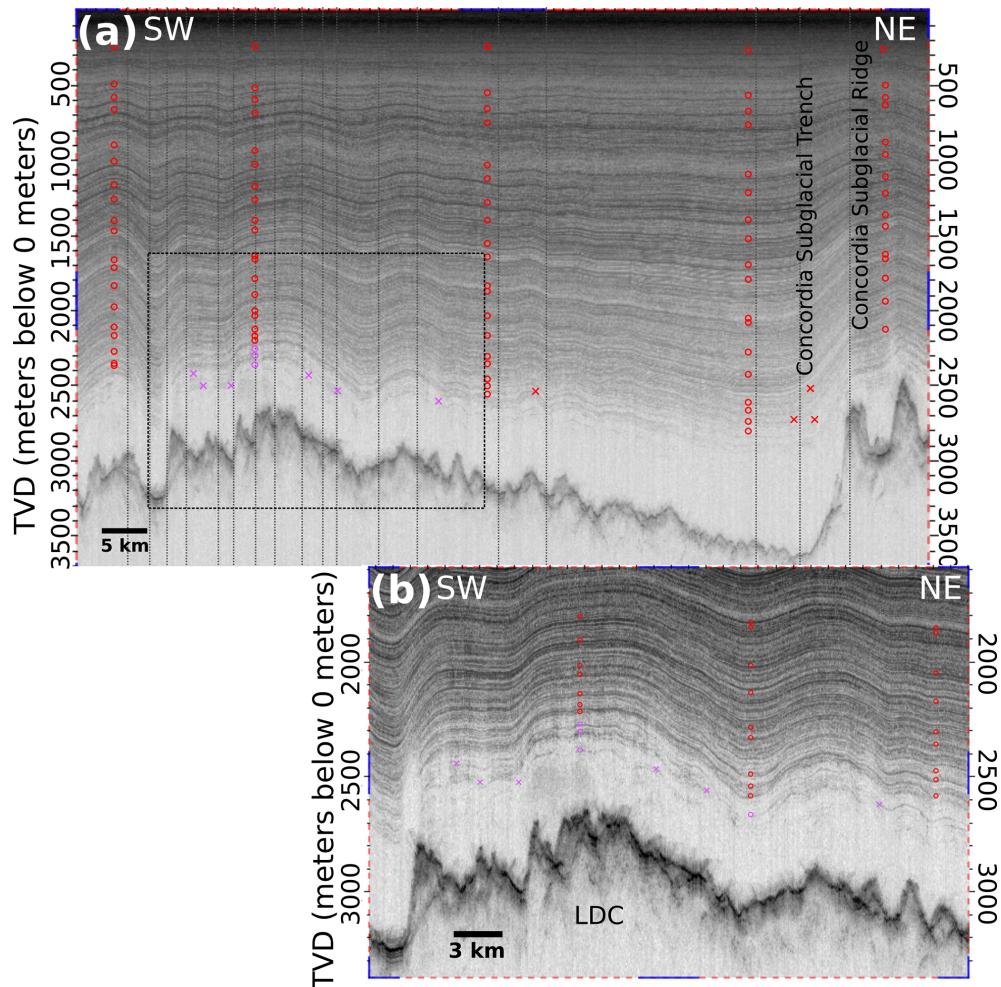 (a) SW NE
TVD (meters below 0 meters)
500
1000
1500
2000
2500
3000
3500
Concordia Subglacial Trench
Concordia Subglacial Ridge
500
1000
1500
2000
2500
3000
3500
5 km
(b) SW NE
TVD (meters below 0 meters)
2000
2500
3000
2000
2500
3000
LDC
3 km